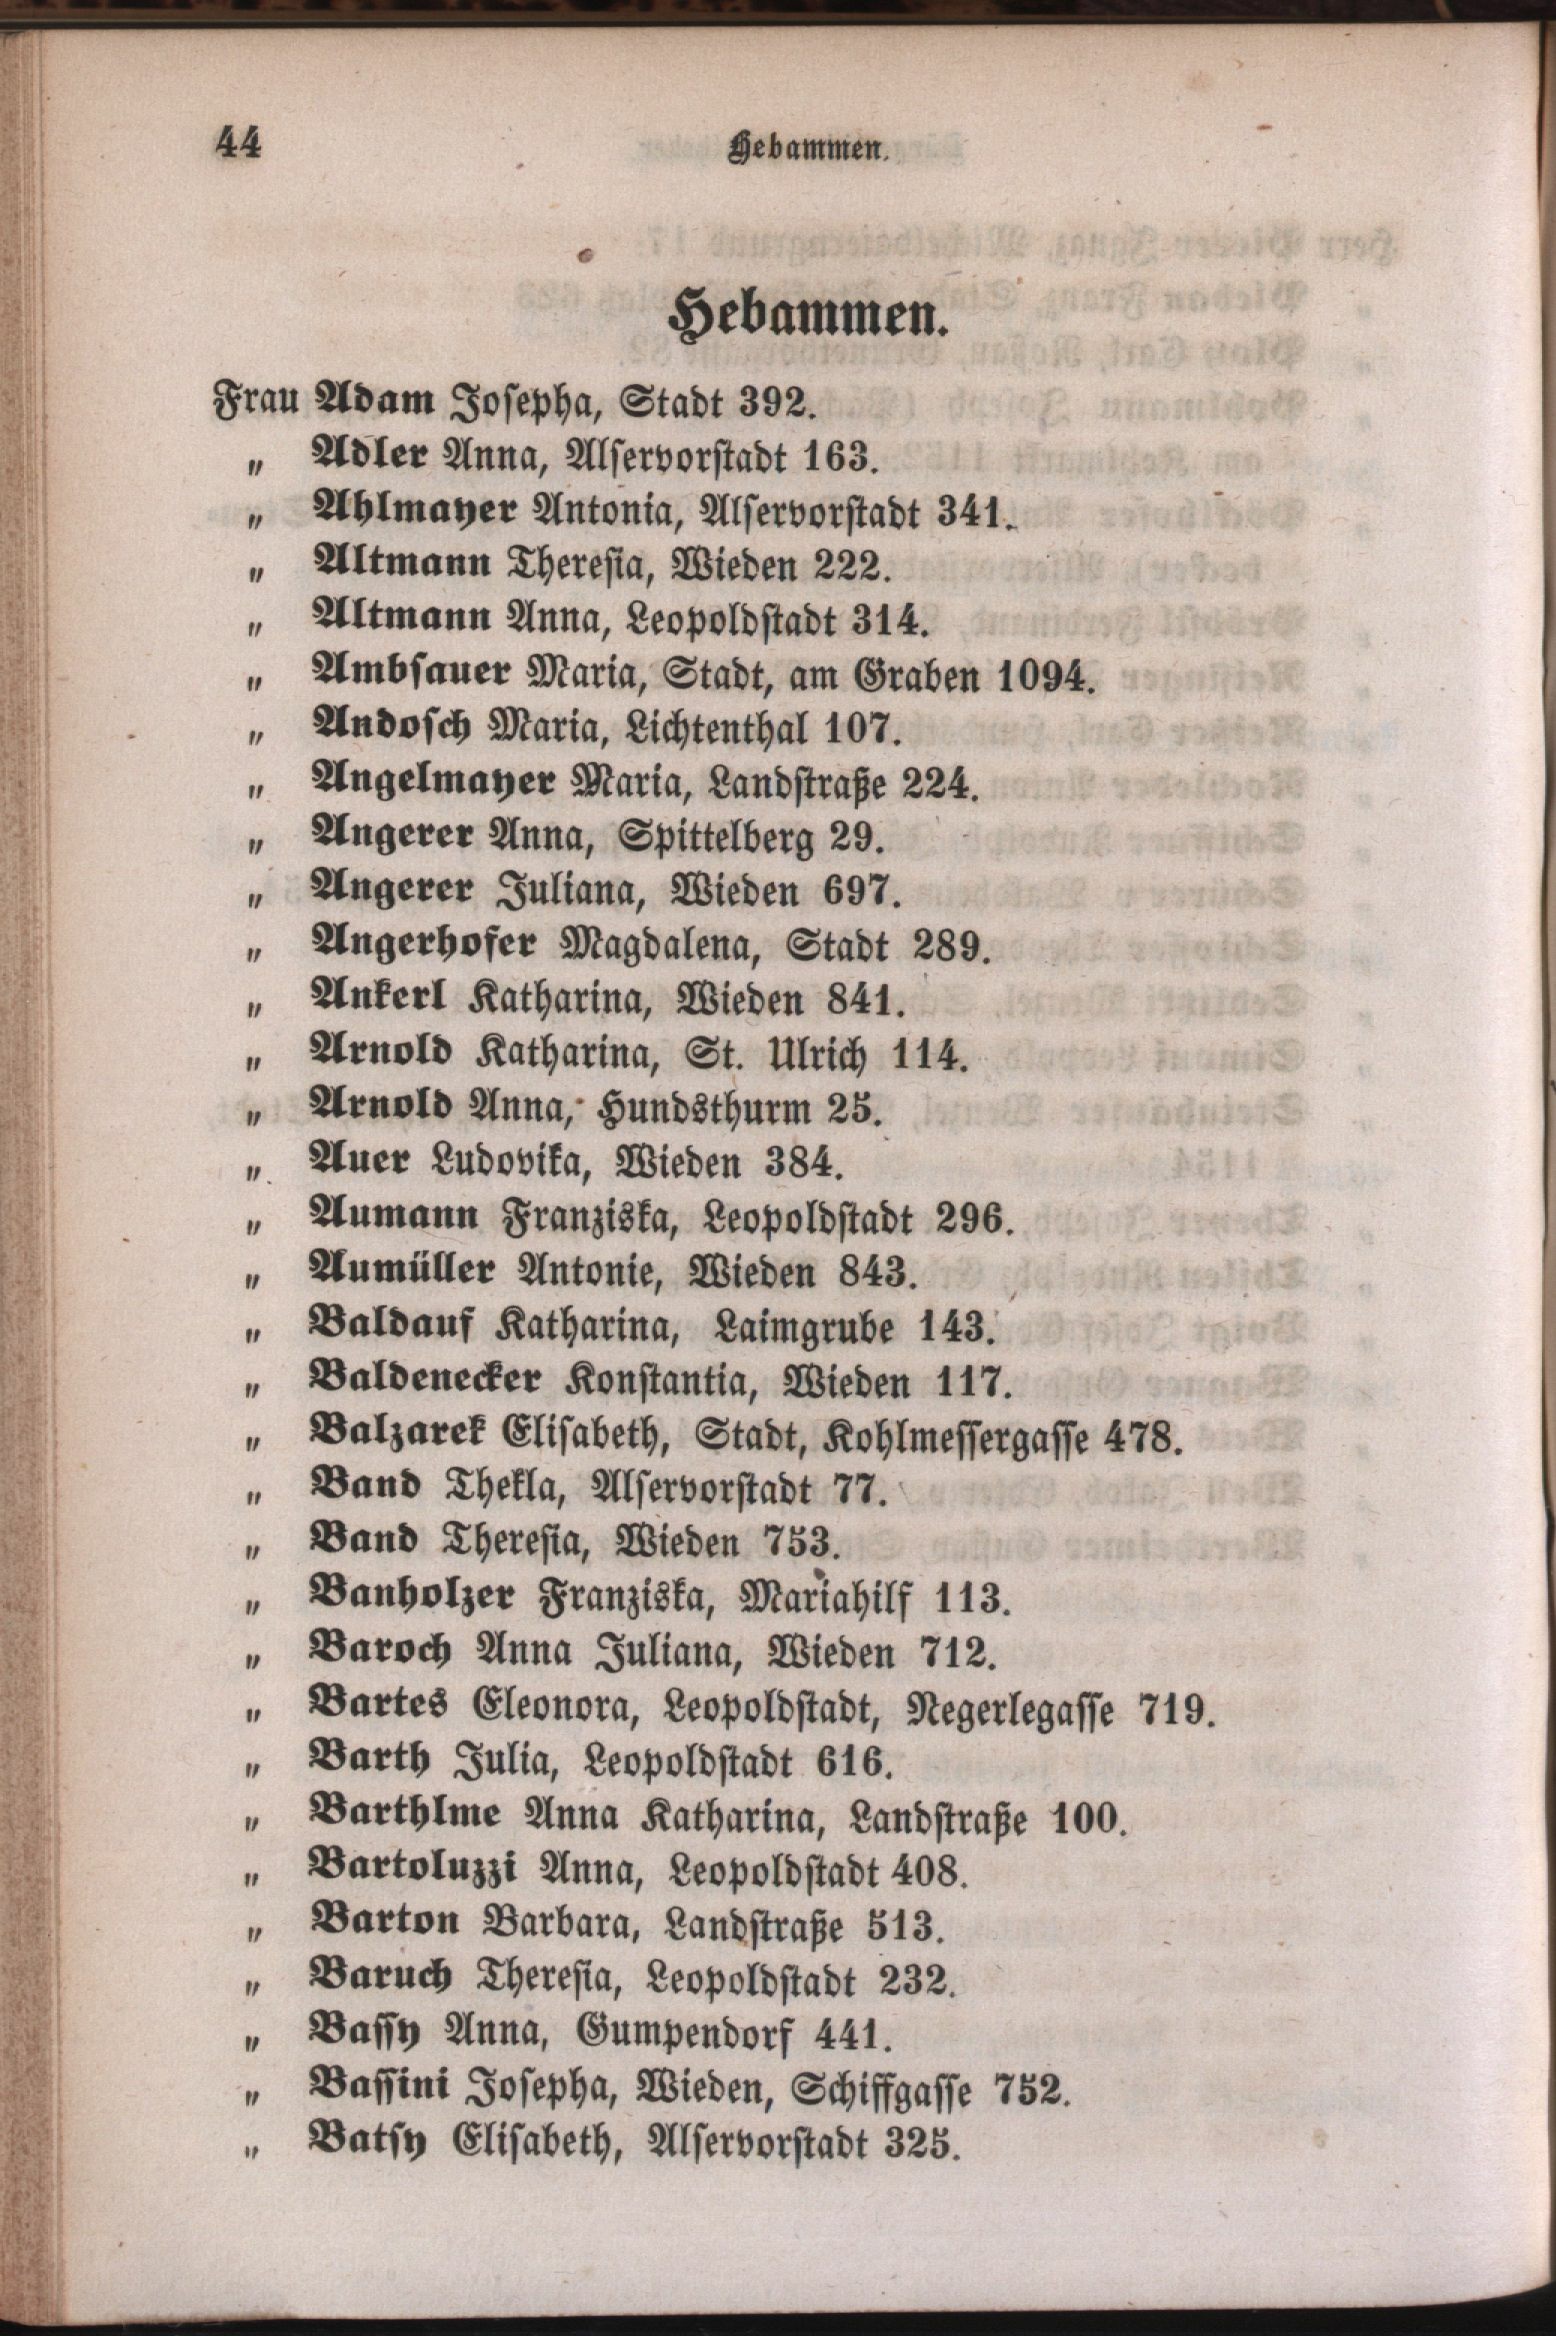 44
Hebammen.
Hebammen.
Frau Adam Josepha, Stadt 392.
„ Adler Anna, Alservorstadt 163.
„ Ahlmayer Antonia, Alservorstadt 341.
„ Altmann Theresia, Wieden 222.
„ Altmann Anna, Leopoldstadt 314.
„ Ambsauer Maria, Stadt, am Graben 1094.
„ Andosch Maria, Lichtenthal 107.
„ Angelmayer Maria, Landstraße 224.
„ Angerer Anna, Spittelberg 29.
„ Angerer Juliana, Wieden 697.
„ Angerhofer Magdalena, Stadt 289.
„ Ankerl Katharina, Wieden 841.
„ Arnold Katharina, St. Ulrich 114.
„ Arnold Anna, Hundsthurm 25.
„ Auer Ludovika, Wieden 384.
„ Aumann Franziska, Leopoldstadt 296.
„ Aumüller Antonie, Wieden 843.
„ Baldauf Katharina, Laimgrube 143.
„ Baldenecker Konstantia, Wieden 117.
„ Balzarek Elisabeth, Stadt, Kohlmessergasse 478.
„ Band Thekla, Alservorstadt 77.
„ Band Theresia, Wieden 753.
„ Banholzer Franziska, Mariahilf 113.
„ Baroch Anna Juliana, Wieden 712.
„ Bartes Eleonora, Leopoldstadt, Negerlegasse 719.
„ Barth Julia, Leopoldstadt 616.
„ Barthlme Anna Katharina, Landstraße 100.
„ Bartoluzzi Anna, Leopoldstadt 408.
„ Barton Barbara, Landstraße 513.
„ Baruch Theresia, Leopoldstadt 232.
„ Bassy Anna, Gumpendorf 441.
„ Bassini Josepha, Wieden, Schiffgasse 752.
„ Batsy Elisabeth, Alservorstadt 325.